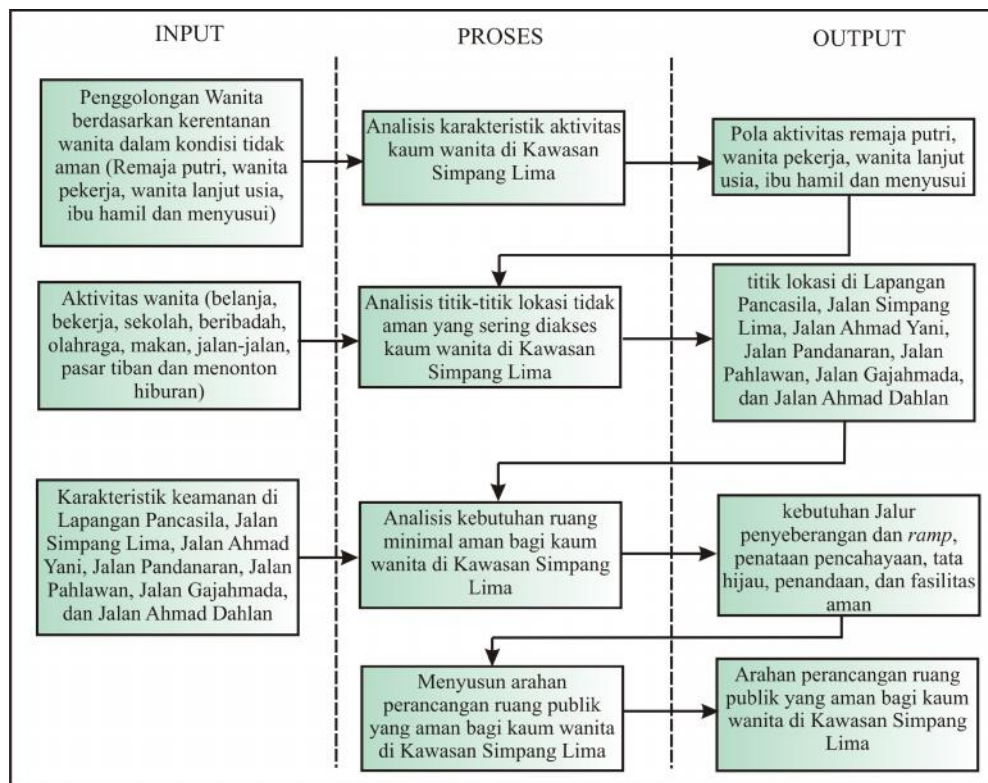 INPUT
PROSES
OUTPUT
Penggolongan Wanita
berdasarkan kerentanan
wanita dalam kondisi tidak
aman (Remaja putri, wanita
pekerja, wanita lanjut usia,
ibu hamil dan menyusui)
Analisis karakteristik aktivitas
kaum wanita di Kawasan
Simpang Lima
Pola aktivitas remaja putri,
wanita pekerja, wanita lanjut
usia, ibu hamil dan menyusui
Aktivitas wanita (belanja,
bekerja, sekolah, beribadah,
olahraga, makan, jalan-jalan,
pasar tiban dan menonton
hiburan)
Analisis titik-titik lokasi tidak
aman yang sering diakses
kaum wanita di Kawasan
Simpang Lima
titik lokasi di Lapangan
Pancasila, Jalan Simpang
Lima, Jalan Ahmad Yani,
Jalan Pandanaran, Jalan
Pahlawan, Jalan Gajahmada,
dan Jalan Ahmad Dahlan
Karakteristik keamanan di
Lapangan Pancasila, Jalan
Simpang Lima, Jalan Ahmad
Yani, Jalan Pandanaran, Jalan
Pahlawan, Jalan Gajahmada,
dan Jalan Ahmad Dahlan
Analisis kebutuhan ruang
minimal aman bagi kaum
wanita di Kawasan Simpang
Lima
kebutuhan Jalur
penyeberangan dan ramp,
penataan pencahayaan, tata
hijau, penandaan, dan fasilitas
aman
Menyusun arahan
perancangan ruang publik
yang aman bagi kaum wanita
di Kawasan Simpang Lima
Arahan perancangan ruang
publik yang aman bagi kaum
wanita di Kawasan Simpang
Lima